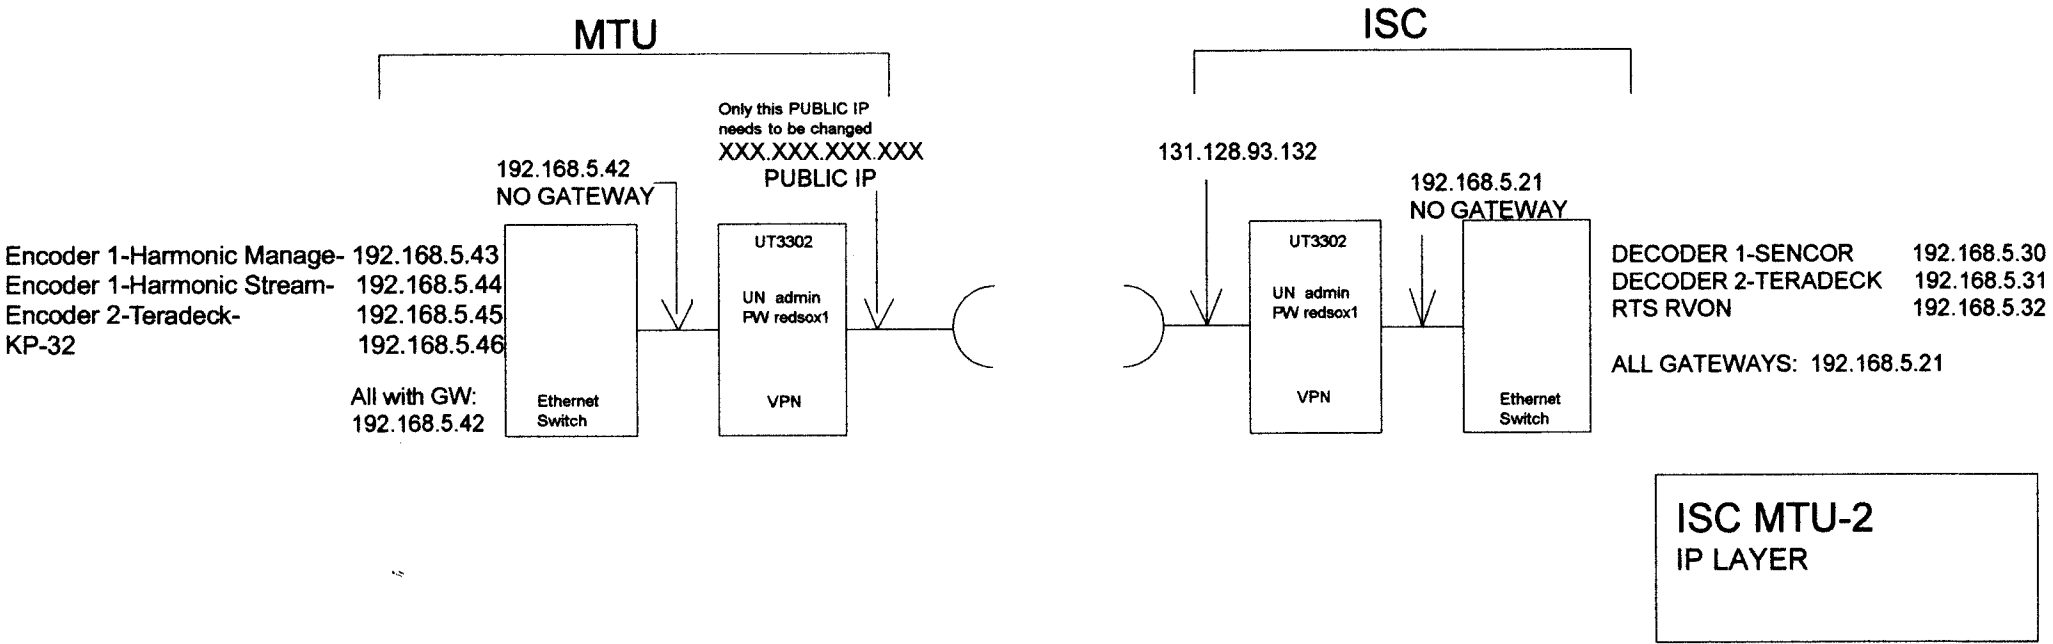 MTU
ISC
Only this PUBLIC IP
needs to be changed
XXX.XXX.XXX.XXX
PUBLIC IP
192.168.5.42
NO GATEWAY
131.128.93.132
192.168.5.21
NO GATEWAY
Encoder 1-Harmonic Manage- 192.168.5.43
Encoder 1-Harmonic Stream- 192.168.5.44
Encoder 2-Teradeck- 192.168.5.45
KP-32 192.168.5.46
All with GW:
192.168.5.42
Ethernet
Switch
UT3302
UN admin
PW redsox1
VPN
UT3302
UN admin
PW redsox1
VPN
Ethernet
Switch
DECODER 1-SENCOR 192.168.5.30
DECODER 2-TERADECK 192.168.5.31
RTS RVON 192.168.5.32
ALL GATEWAYS: 192.168.5.21
ISC MTU-2
IP LAYER